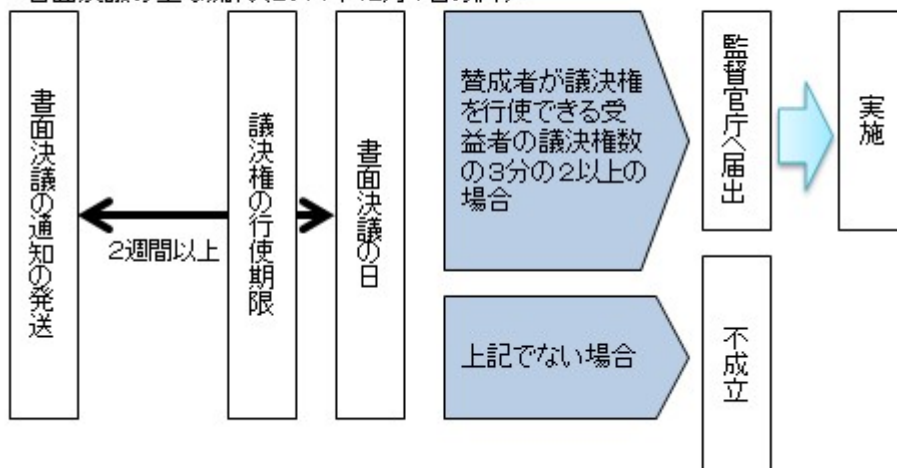 書面決議の通知の発送
2週間以上
議決権の行使期限
書面決議の日
賛成者が議決権
を行使できる受
益者の議決権数
の3分の2以上の
場合
監督官庁へ届出
実施
上記でない場合
不成立